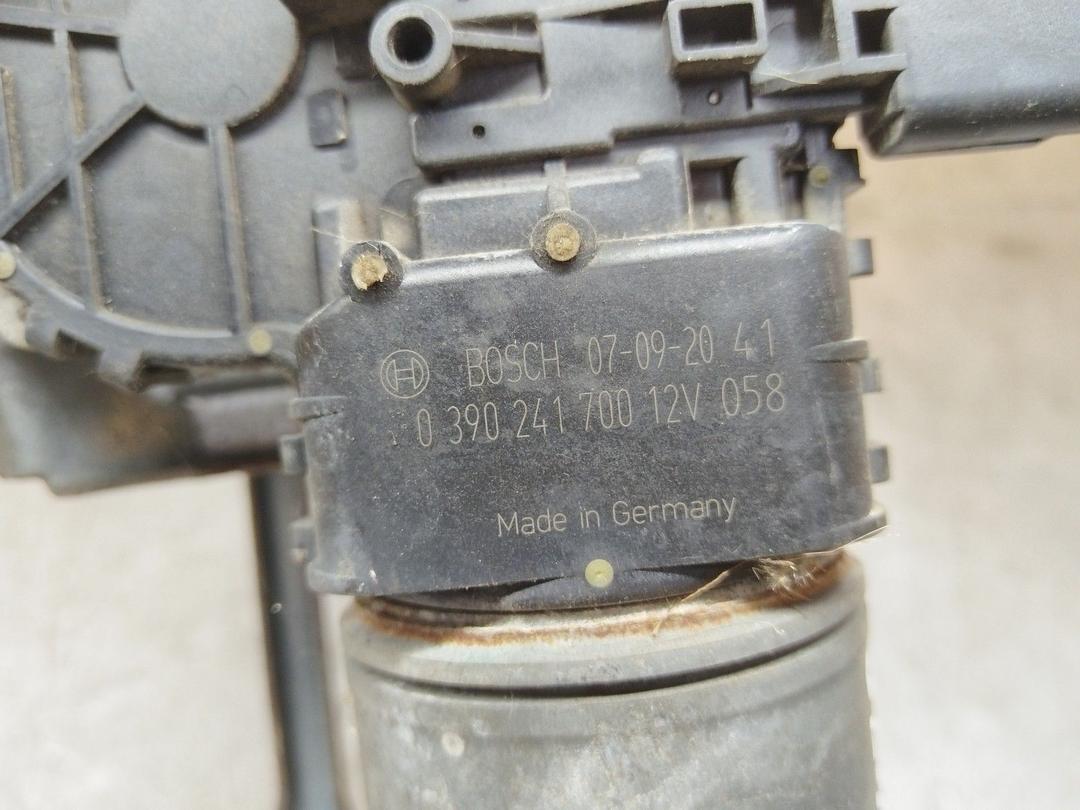 BOSCH 07-09-20 41
0 390 241 700 12V 058
Made in Germany